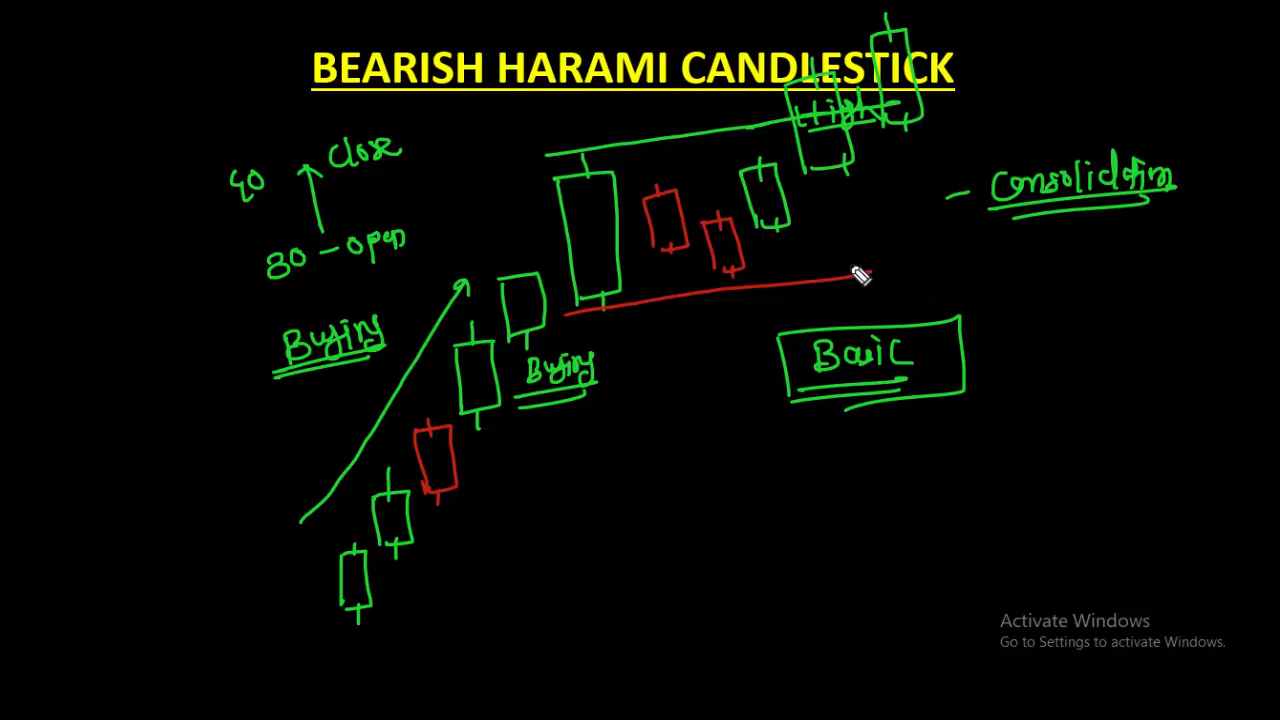 BEARISH HARAMI CANDLESTICK
High
Close
40
80 - open
Consolidation
Buying
Buying
Basic
Activate Windows
Go to Settings to activate Windows.